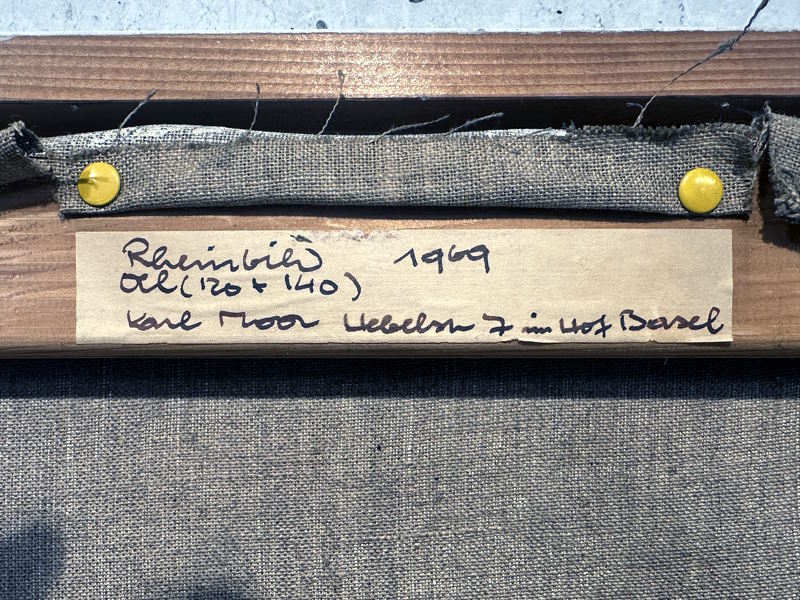 Rheinbild 1969
Öl (120 x 140)
Karl Moor Hebelstr 7 im Hof Basel